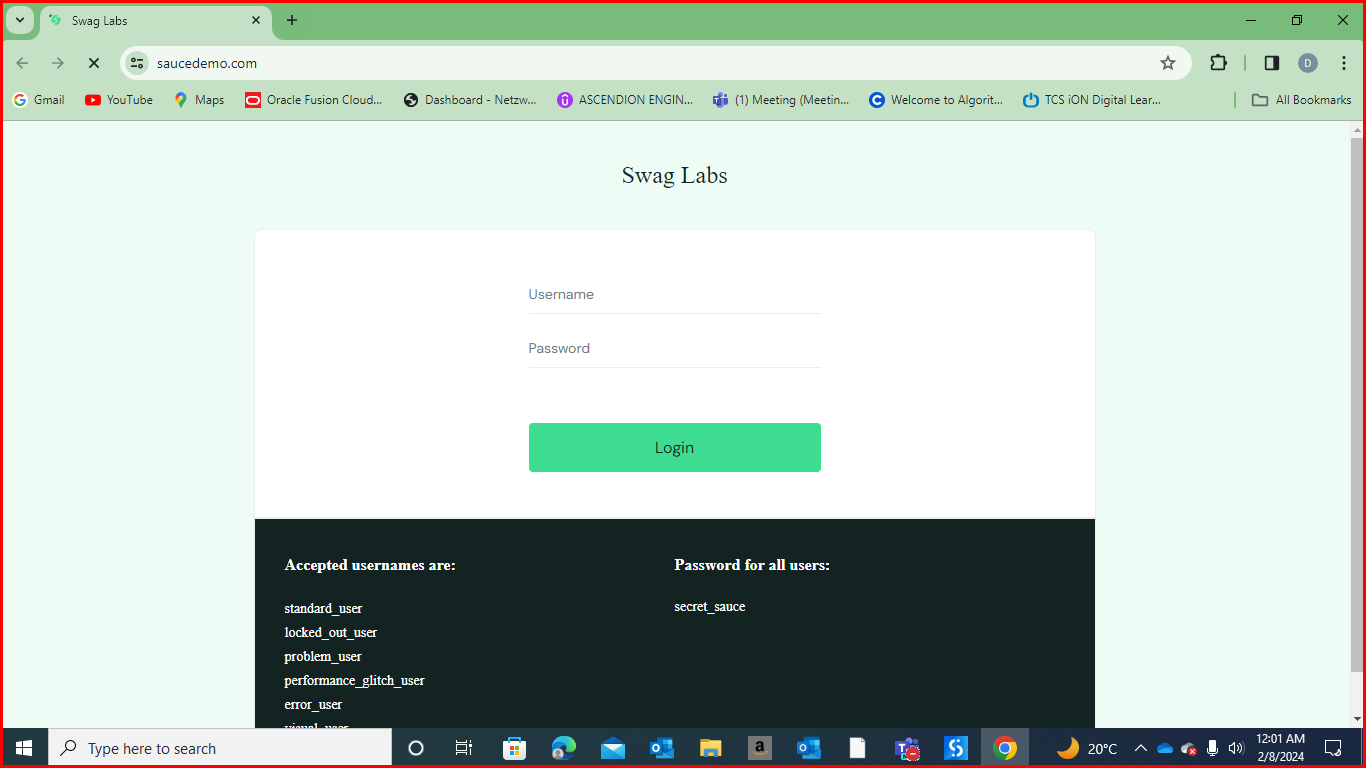 Swag Labs
saucedemo.com
D
Gmail
YouTube
Maps
Oracle Fusion Cloud...
Dashboard - Netzw...
ASCENDION ENGIN...
(1) Meeting (Meetin...
Welcome to Algorit...
TCS iON Digital Lear...
All Bookmarks
Swag Labs
Username
Password
Login
Accepted usernames are:
Password for all users:
standard_user
secret_sauce
locked_out_user
problem_user
performance_glitch_user
error_user
visual_user
Type here to search
20°C
12:01 AM
2/8/2024